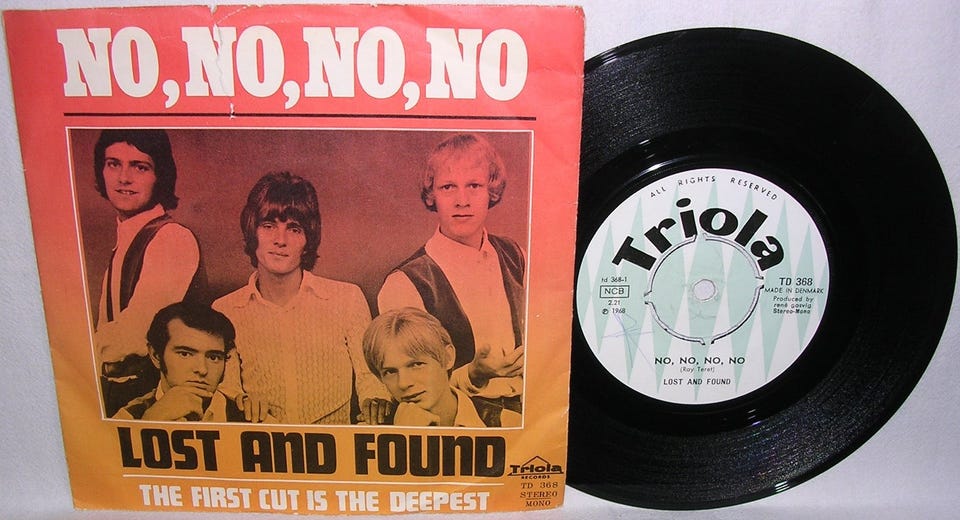 NO, NO, NO, NO
LOST AND FOUND
THE FIRST CUT IS THE DEEPEST
Triola
RECORDS
TD 368
STEREO
MONO
ALL RIGHTS RESERVED
Triola
td 368-1
NCB
2.21
℗ 1968
TD 368
MADE IN DENMARK
Produced by
rené gosvig
Stereo-Mono
NO, NO, NO, NO
(Ray Teret)
LOST AND FOUND